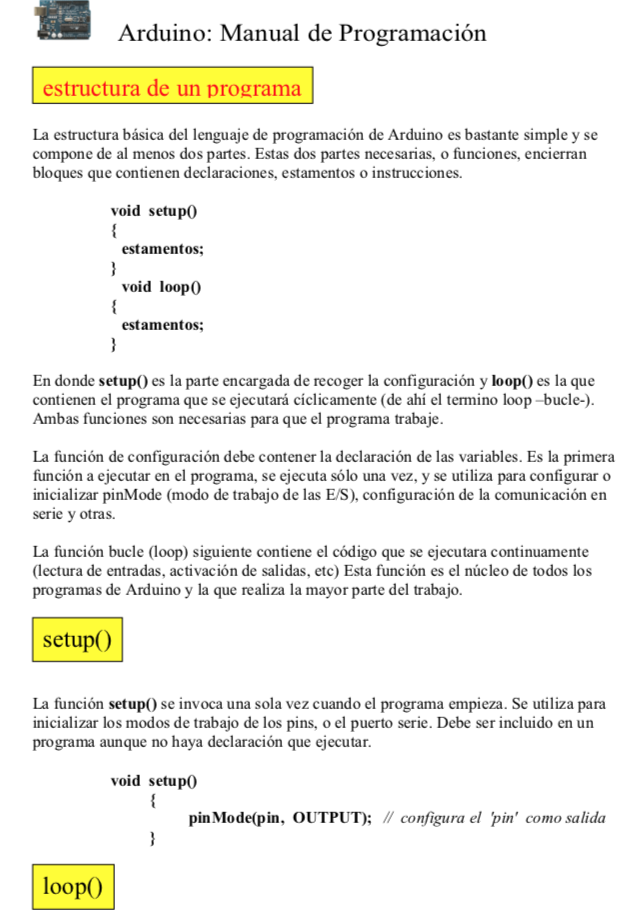 Arduino: Manual de Programación
estructura de un programa
La estructura básica del lenguaje de programación de Arduino es bastante simple y se
compone de al menos dos partes. Estas dos partes necesarias, o funciones, encierran
bloques que contienen declaraciones, estamentos o instrucciones.
void setup()
{
estamentos;
}
void loop()
{
estamentos;
}
En donde setup() es la parte encargada de recoger la configuración y loop() es la que
contienen el programa que se ejecutará cíclicamente (de ahí el termino loop –bucle-).
Ambas funciones son necesarias para que el programa trabaje.
La función de configuración debe contener la declaración de las variables. Es la primera
función a ejecutar en el programa, se ejecuta sólo una vez, y se utiliza para configurar o
inicializar pinMode (modo de trabajo de las E/S), configuración de la comunicación en
serie y otras.
La función bucle (loop) siguiente contiene el código que se ejecutara continuamente
(lectura de entradas, activación de salidas, etc) Esta función es el núcleo de todos los
programas de Arduino y la que realiza la mayor parte del trabajo.
setup()
La función setup() se invoca una sola vez cuando el programa empieza. Se utiliza para
inicializar los modos de trabajo de los pins, o el puerto serie. Debe ser incluido en un
programa aunque no haya declaración que ejecutar.
void setup()
{
pinMode(pin, OUTPUT); // configura el 'pin' como salida
}
loop()